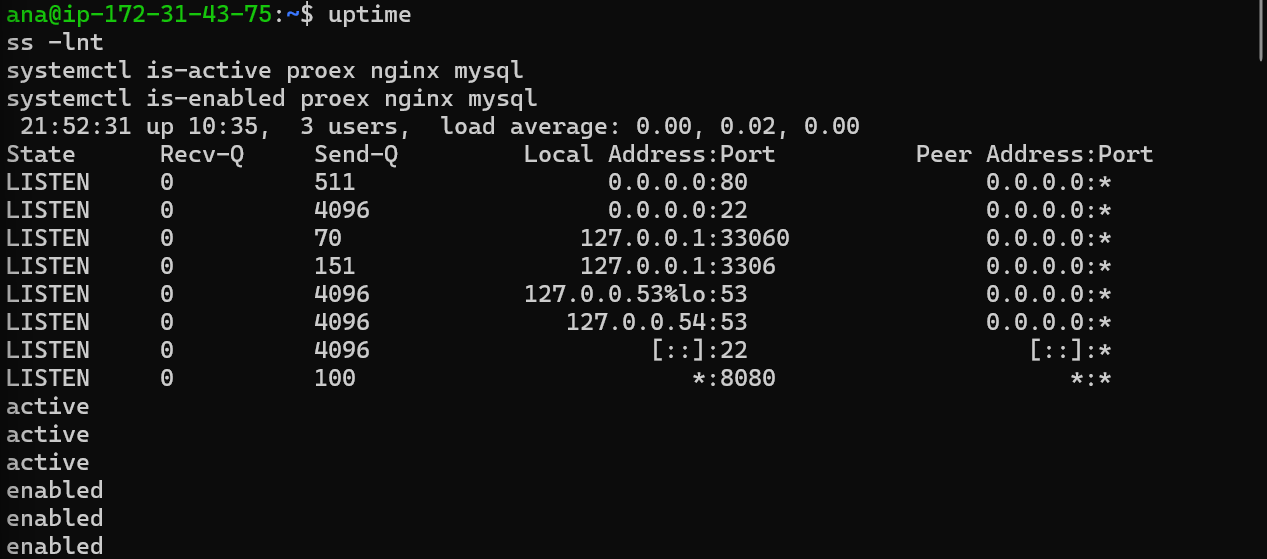 ana@ip-172-31-43-75:~$ uptime
ss -lnt
systemctl is-active proex nginx mysql
systemctl is-enabled proex nginx mysql
 21:52:31 up 10:35,  3 users,  load average: 0.00, 0.02, 0.00
State      Recv-Q     Send-Q         Local Address:Port          Peer Address:Port
LISTEN     0          511                  0.0.0.0:80                 0.0.0.0:*
LISTEN     0          4096                 0.0.0.0:22                 0.0.0.0:*
LISTEN     0          70                 127.0.0.1:33060              0.0.0.0:*
LISTEN     0          151                127.0.0.1:3306               0.0.0.0:*
LISTEN     0          4096           127.0.0.53%lo:53                 0.0.0.0:*
LISTEN     0          4096              127.0.0.54:53                 0.0.0.0:*
LISTEN     0          4096                    [::]:22                    [::]:*
LISTEN     0          100                        *:8080                     *:*
active
active
active
enabled
enabled
enabled